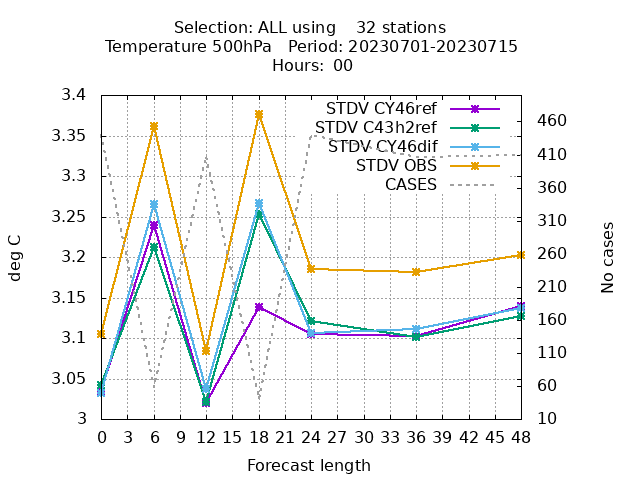 Selection: ALL using    32 stations
Temperature 500hPa   Period: 20230701-20230715
Hours:  00
3.4
3.35
3.3
3.25
3.2
3.15
3.1
3.05
3
deg C
STDV CY46ref
STDV C43h2ref
STDV CY46dif
STDV OBS
CASES
460
410
360
310
260
210
160
110
60
10
No cases
0 3 6 9 12 15 18 21 24 27 30 33 36 39 42 45 48
Forecast length